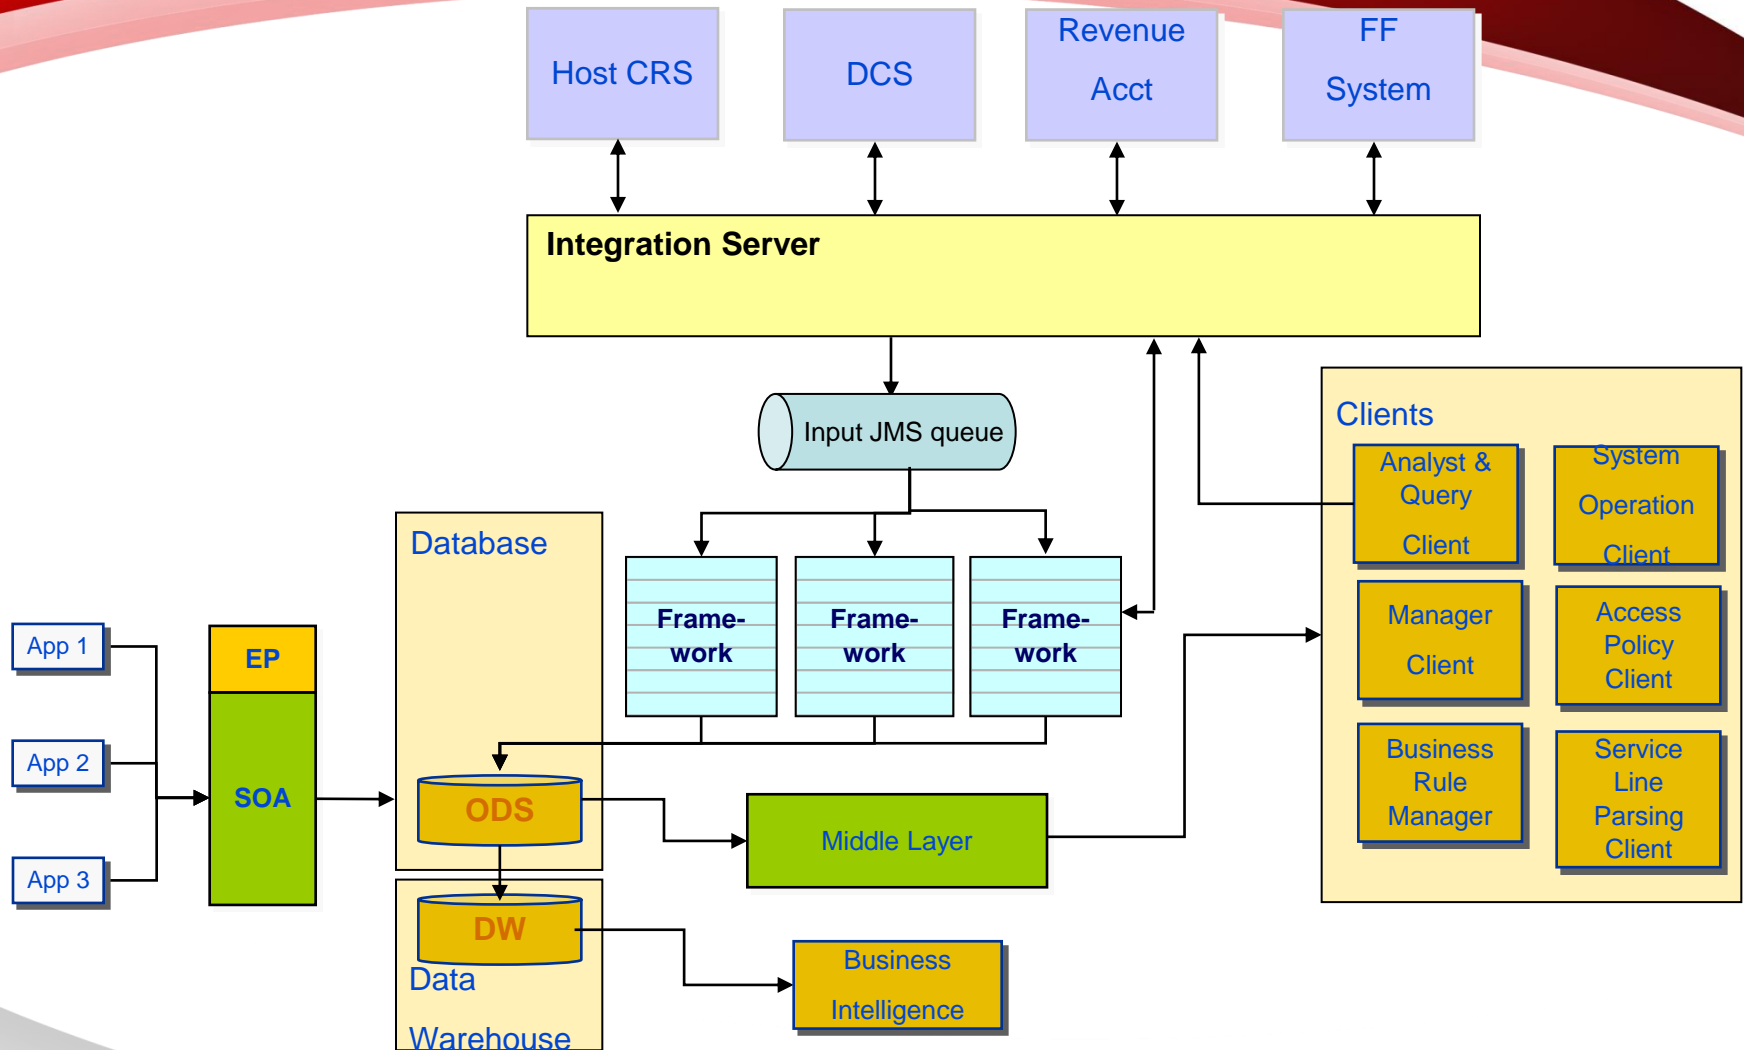 Host CRS
DCS
Revenue
Acct
FF
System
Integration Server
Input JMS queue
Clients
Analyst &
Query
Client
System
Operation
Client
Manager
Client
Access
Policy
Client
Business
Rule
Manager
Service
Line
Parsing
Client
Database
Frame-
work
Frame-
work
Frame-
work
App 1
App 2
App 3
EP
SOA
ODS
Middle Layer
DW
Data
Warehouse
Business
Intelligence